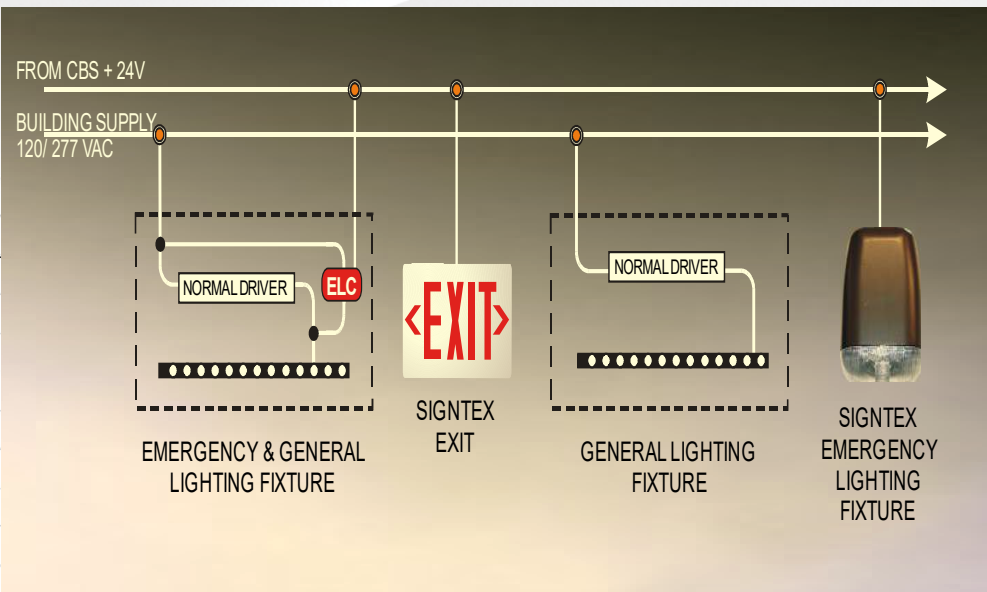 FROM CBS + 24V
BUILDING SUPPLY
120/ 277 VAC
NORMAL DRIVER
ELC
<EXIT>
NORMAL DRIVER
EMERGENCY & GENERAL
LIGHTING FIXTURE
SIGNTEX
EXIT
GENERAL LIGHTING
FIXTURE
SIGNTEX
EMERGENCY
LIGHTING
FIXTURE